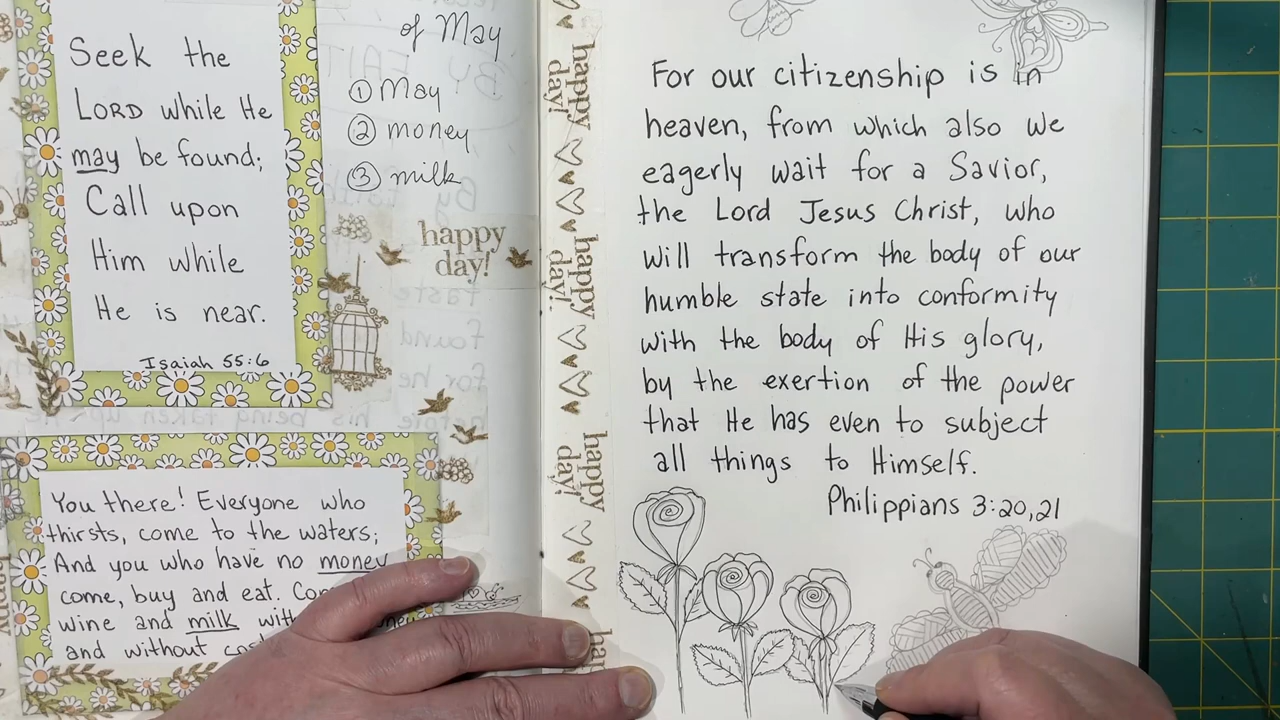 Seek the
LORD while He
may be found;
Call upon
Him while
He is near.
Isaiah 55:6
You there! Everyone who
thirsts, come to the waters;
And you who have no money
come, buy and eat.
wine and milk
and without
of May
① May
② money
③ milk
happy
day!
happy
day!
happy
day!
happy
day!
For our citizenship is in
heaven, from which also we
eagerly wait for a Savior,
the Lord Jesus Christ, who
will transform the body of our
humble state into conformity
with the body of His glory,
by the exertion of the power
that He has even to subject
all things to Himself.
Philippians 3:20,21